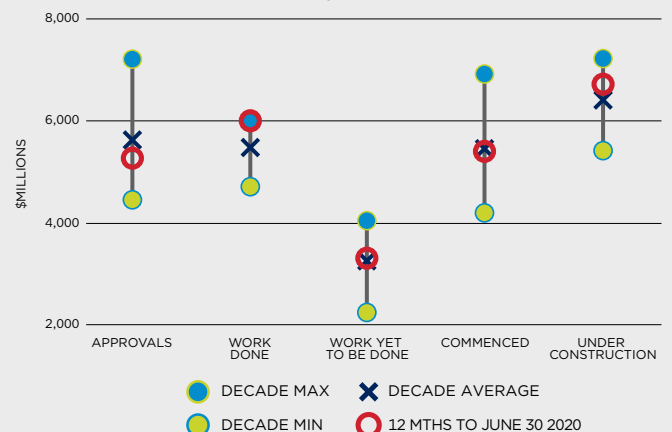 8,000
6,000
4,000
2,000
$MILLIONS
APPROVALS
WORK
DONE
WORK YET
TO BE DONE
COMMENCED
UNDER
CONSTRUCTION
DECADE MAX
DECADE AVERAGE
DECADE MIN
12 MTHS TO JUNE 30 2020